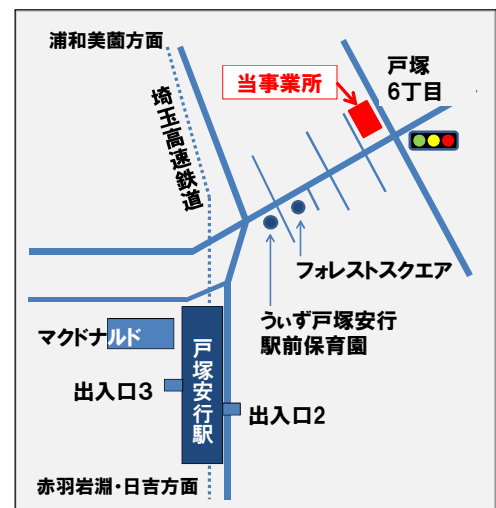 浦和美園方面
戸塚
6丁目
当事業所
埼玉高速鉄道
フォレストスクエア
うぃず戸塚安行
駅前保育園
マクドナルド
戸塚安行駅
出入口3
出入口2
赤羽岩淵・日吉方面